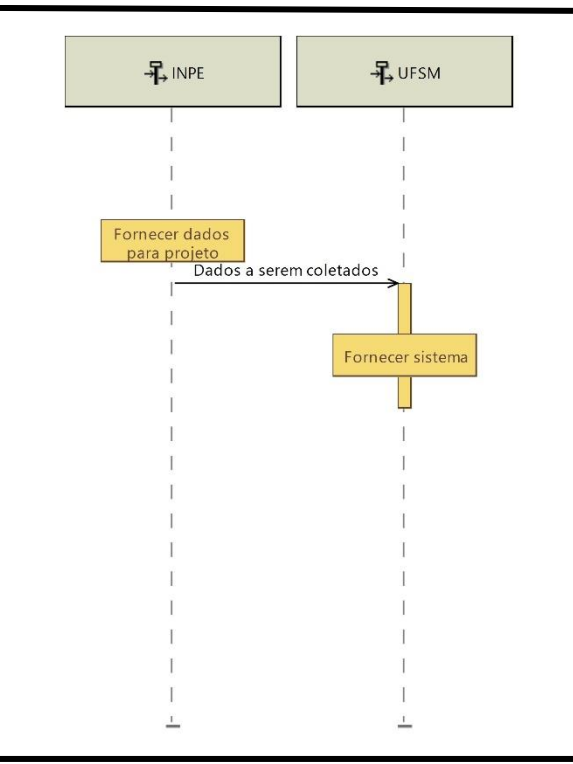 INPE
UFSM
Fornecer dados
para projeto
Dados a serem coletados
Fornecer sistema